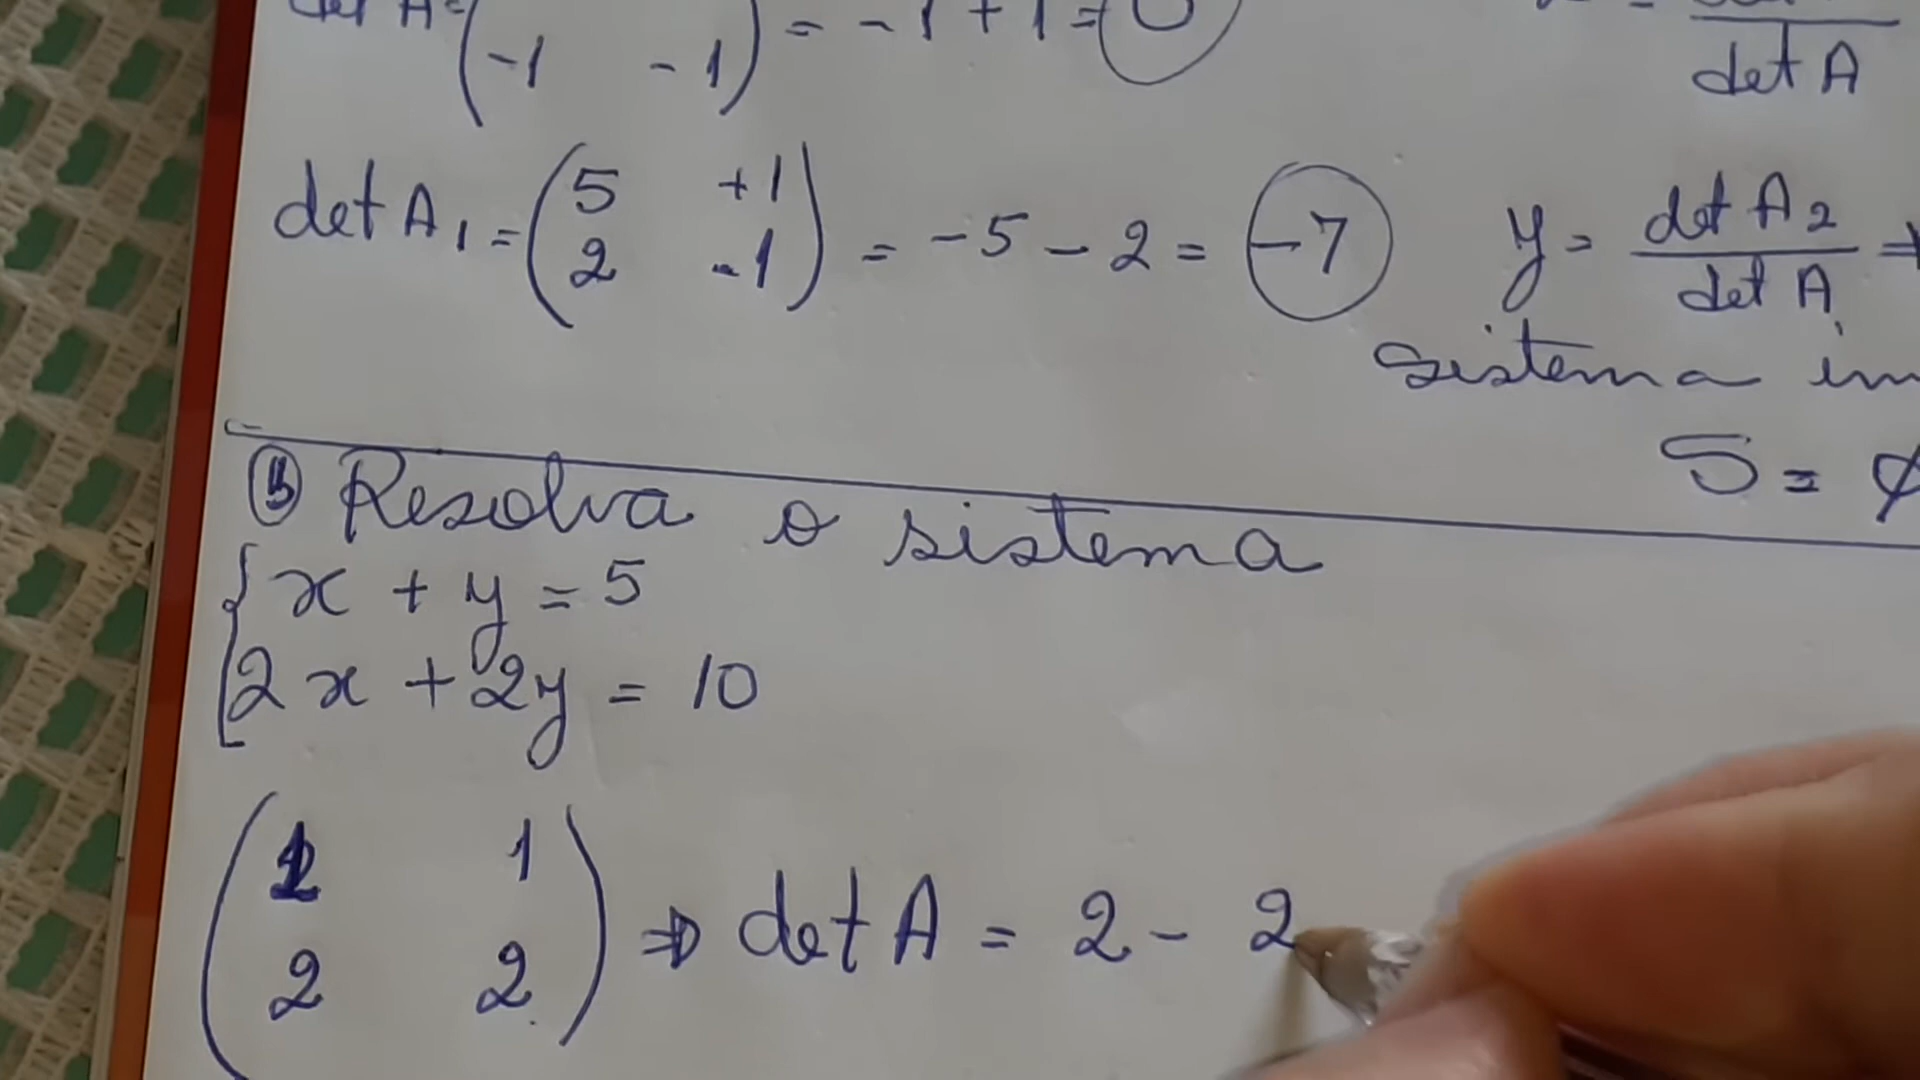 det A = ( -1 -1 ) = -1 + 1 = 0
det A
det A1 = ( 5 +1
2 -1 ) = -5 - 2 = -7
y = det A2
det A
sistema
S = ∅
b Resolva o sistema
{ x + y = 5
2x + 2y = 10
( 1 1
2 2 ) ⇒ det A = 2 - 2